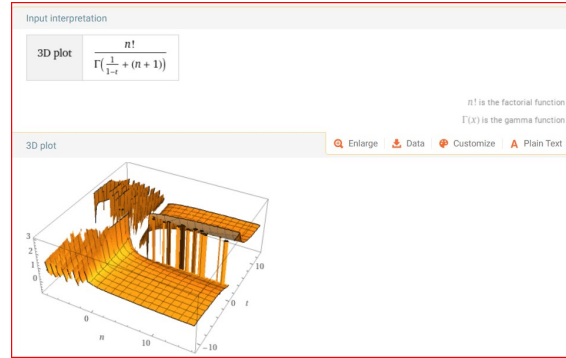 Input interpretation
3D plot n! / Γ(1/(1-t) + (n + 1))
n! is the factorial function
Γ(x) is the gamma function
3D plot Enlarge Data Customize A Plain Text
3
2
1
0
0
10
n
10
0 t
-10